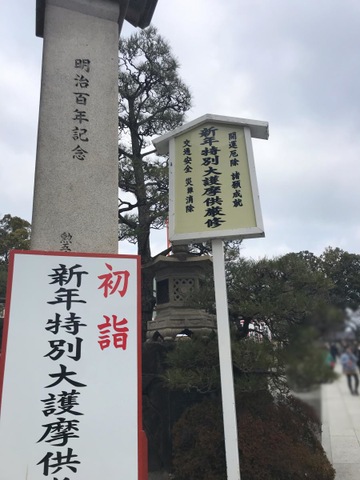 明治百年記念
開運厄除 諸願成就
新年特別大護摩供厳修
交通安全 災難消除
初詣
新年特別大護摩供厳